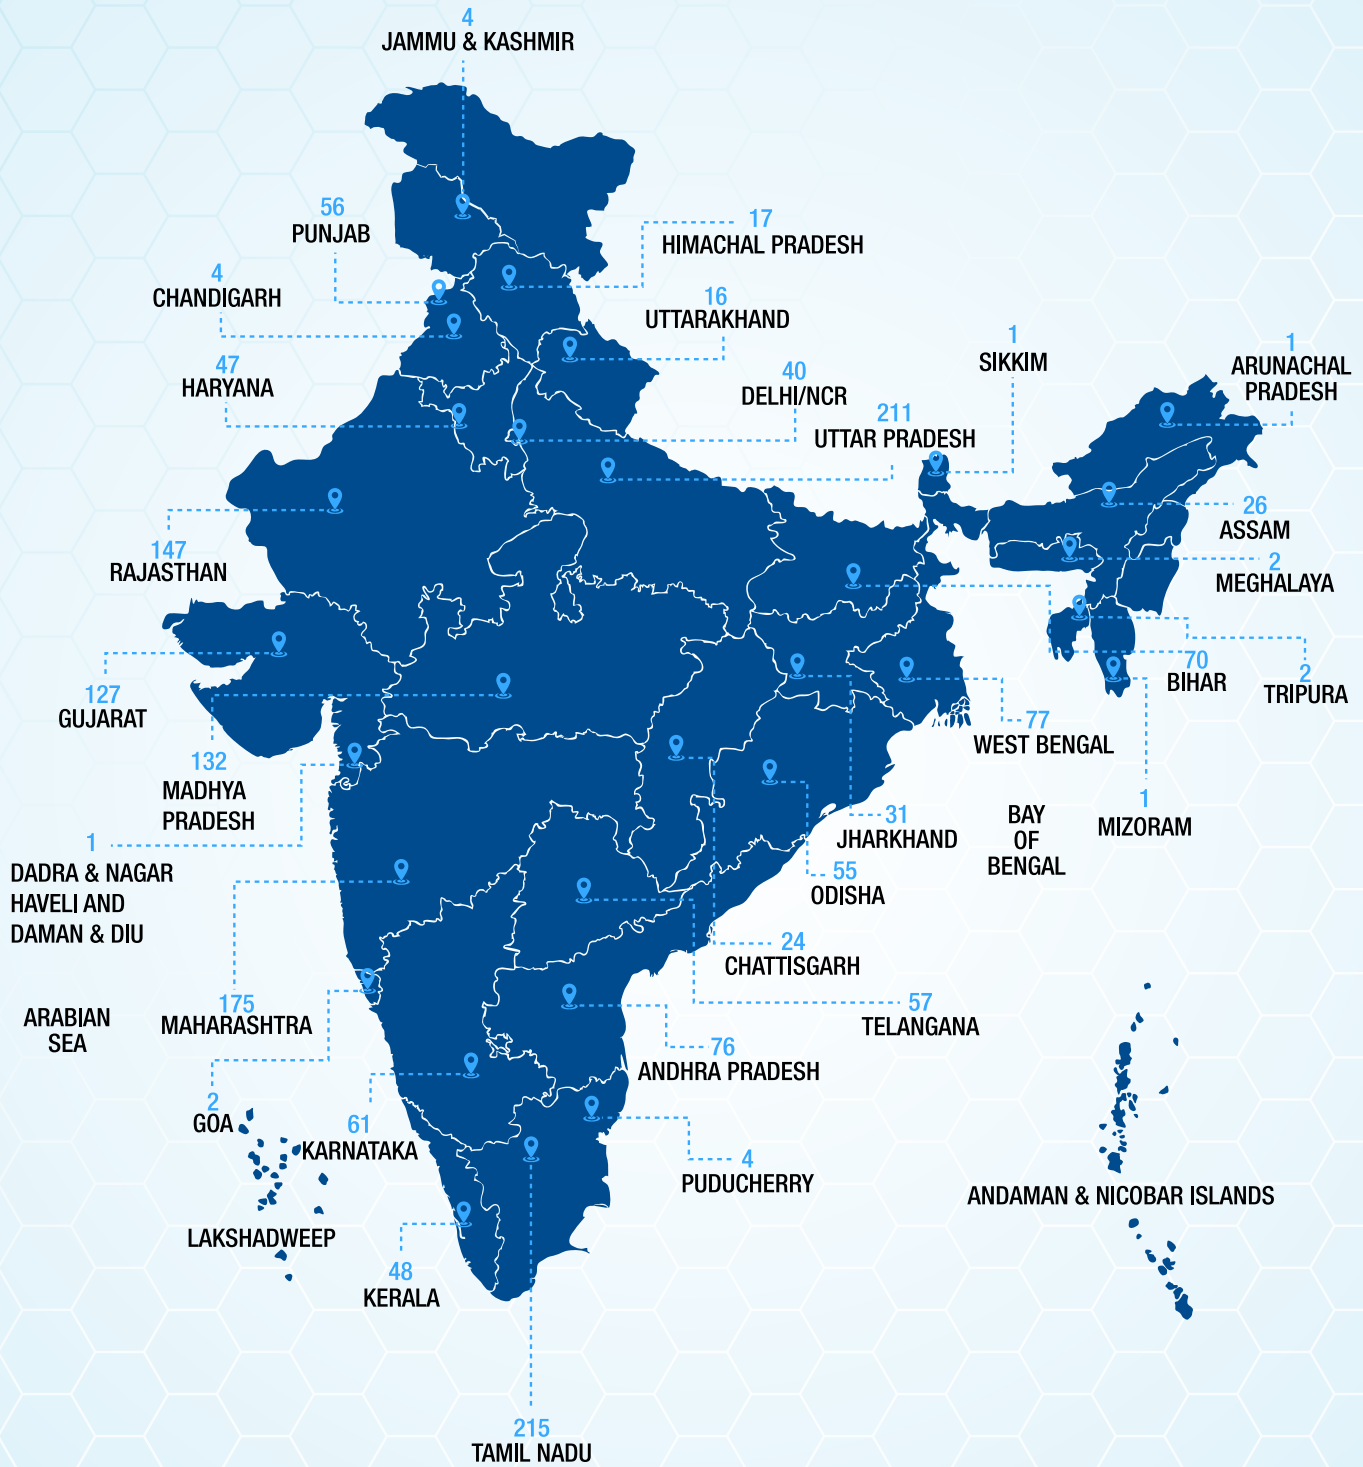 4
JAMMU & KASHMIR
56
PUNJAB
17
HIMACHAL PRADESH
4
CHANDIGARH
16
UTTARAKHAND
47
HARYANA
40
DELHI/NCR
1
SIKKIM
1
ARUNACHAL
PRADESH
211
UTTAR PRADESH
26
ASSAM
147
RAJASTHAN
2
MEGHALAYA
70
BIHAR
2
TRIPURA
127
GUJARAT
77
WEST BENGAL
132
MADHYA
PRADESH
1
MIZORAM
31
JHARKHAND
BAY
OF
BENGAL
1
DADRA & NAGAR
HAVELI AND
DAMAN & DIU
55
ODISHA
24
CHATTISGARH
175
MAHARASHTRA
57
TELANGANA
ARABIAN
SEA
76
ANDHRA PRADESH
2
GOA
61
KARNATAKA
4
PUDUCHERRY
ANDAMAN & NICOBAR ISLANDS
LAKSHADWEEP
48
KERALA
215
TAMIL NADU